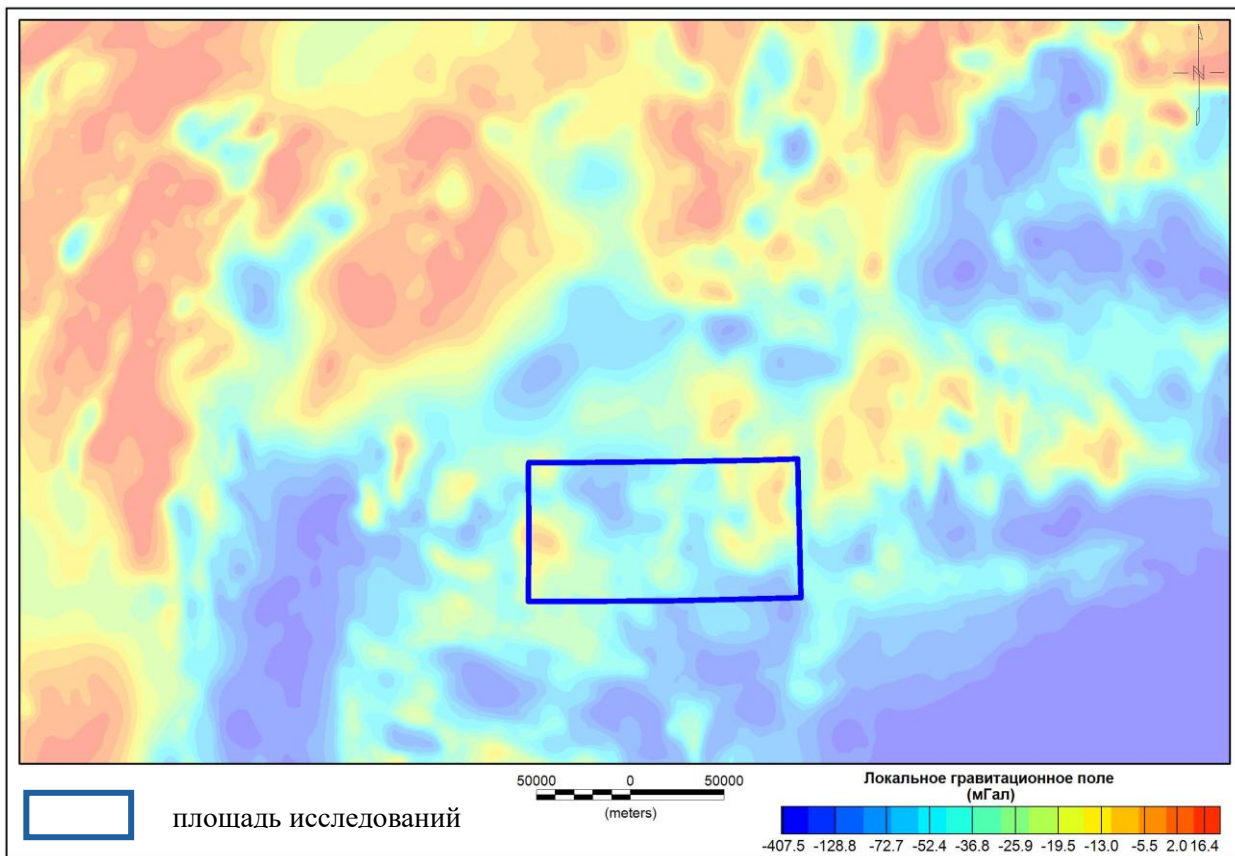 N
50000 0 50000
(meters)
площадь исследований
Локальное гравитационное поле
(мГал)
-407.5 -128.8 -72.7 -52.4 -36.8 -25.9 -19.5 -13.0 -5.5 2.0 16.4